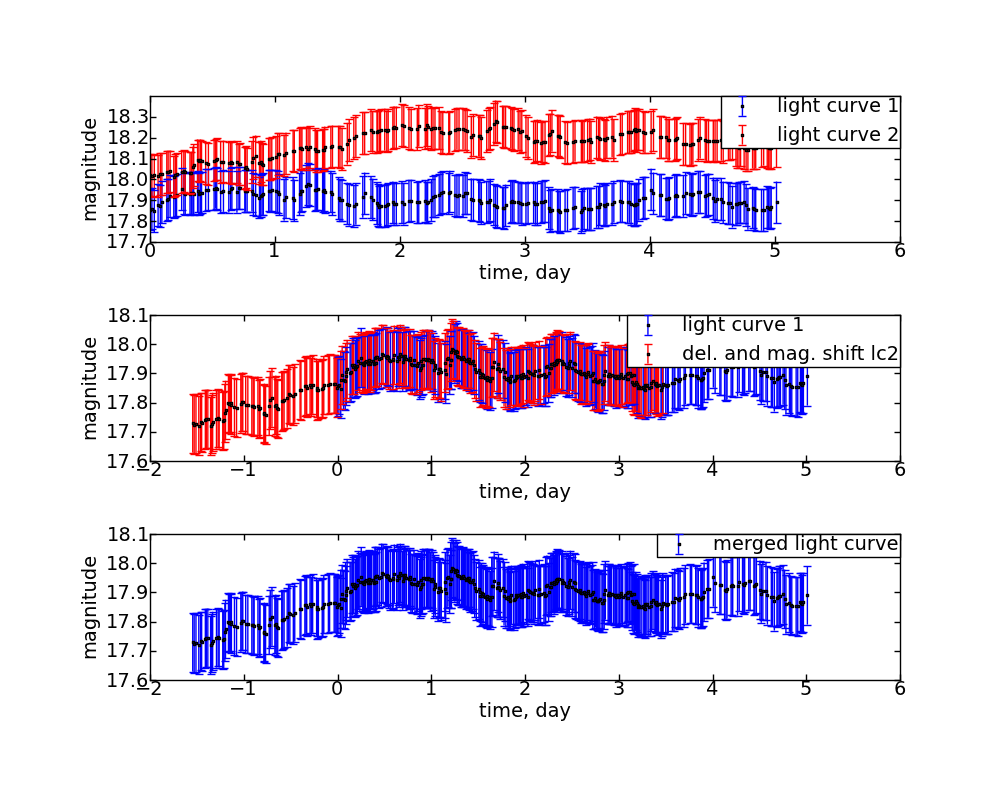 18.3
18.2
18.1
18.0
17.9
17.8
17.7
magnitude
light curve 1
light curve 2
0 1 2 3 4 5 6
time, day
18.1
18.0
17.9
17.8
17.7
17.6
magnitude
light curve 1
del. and mag. shift lc2
−2 −1 0 1 2 3 4 5 6
time, day
18.1
18.0
17.9
17.8
17.7
17.6
magnitude
merged light curve
−2 −1 0 1 2 3 4 5 6
time, day